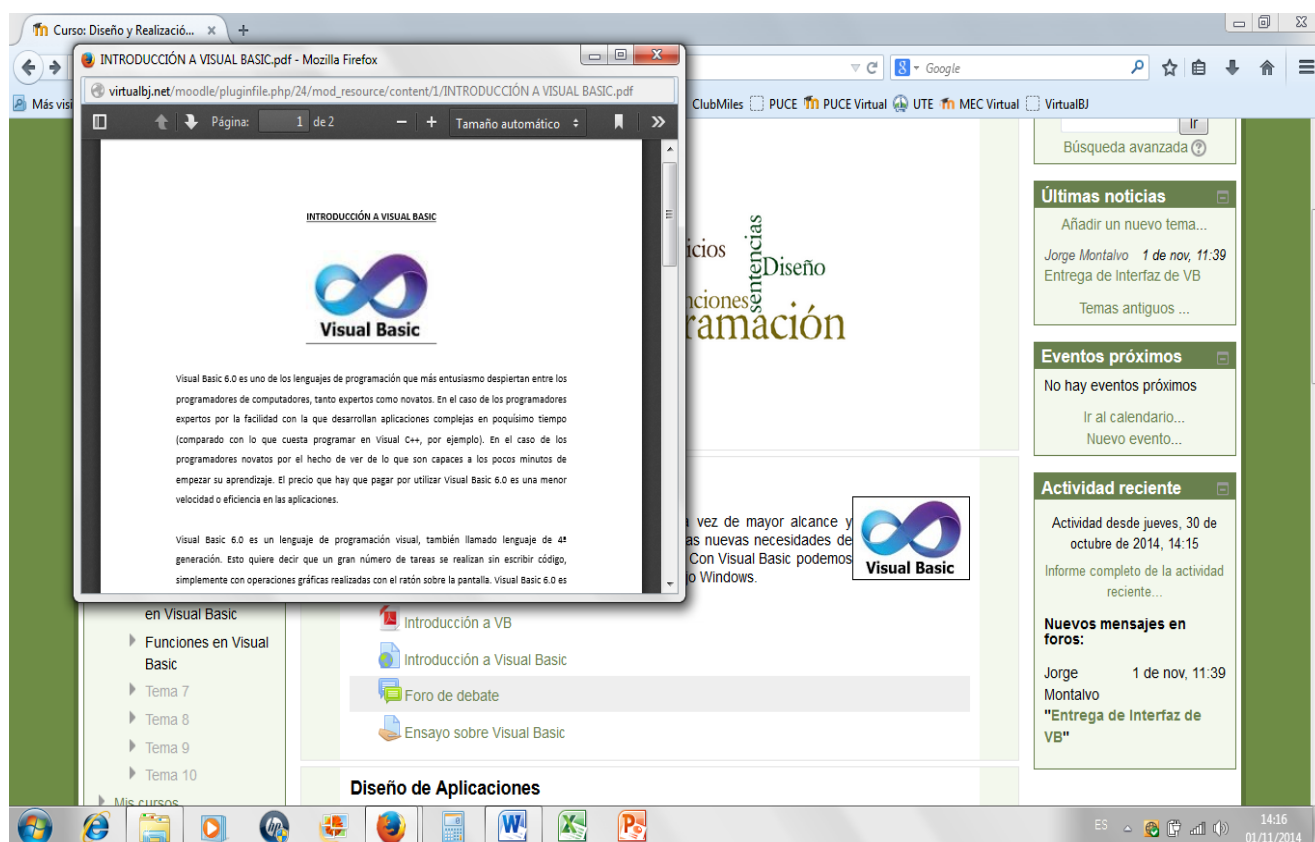 Curso: Diseño y Realizació...
INTRODUCCIÓN A VISUAL BASIC.pdf - Mozilla Firefox
virtualbj.net/moodle/pluginfile.php/24/mod_resource/content/1/INTRODUCCIÓN A VISUAL BASIC.pdf
Google
Más visi
ClubMiles PUCE PUCE Virtual UTE MEC Virtual VirtualBJ
Página: 1 de 2 Tamaño automático
INTRODUCCIÓN A VISUAL BASIC
Visual Basic
Visual Basic 6.0 es uno de los lenguajes de programación que más entusiasmo despiertan entre los
programadores de computadores, tanto expertos como novatos. En el caso de los programadores
expertos por la facilidad con la que desarrollan aplicaciones complejas en poquísimo tiempo
(comparado con lo que cuesta programar en Visual C++, por ejemplo). En el caso de los
programadores novatos por el hecho de ver de lo que son capaces a los pocos minutos de
empezar su aprendizaje. El precio que hay que pagar por utilizar Visual Basic 6.0 es una menor
velocidad o eficiencia en las aplicaciones.
Visual Basic 6.0 es un lenguaje de programación visual, también llamado lenguaje de 4ª
generación. Esto quiere decir que un gran número de tareas se realizan sin escribir código,
simplemente con operaciones gráficas realizadas con el ratón sobre la pantalla. Visual Basic 6.0 es
icios
sentencias
Diseño
nciones
ramación
a vez de mayor alcance y
as nuevas necesidades de
Con Visual Basic podemos
jo Windows.
Visual Basic
en Visual Basic
Funciones en Visual
Basic
Tema 7
Tema 8
Tema 9
Tema 10
Mis cursos
Introducción a VB
Introducción a Visual Basic
Foro de debate
Ensayo sobre Visual Basic
Diseño de Aplicaciones
Ir
Búsqueda avanzada
Últimas noticias
Añadir un nuevo tema...
Jorge Montalvo 1 de nov, 11:39
Entrega de Interfaz de VB
Temas antiguos ...
Eventos próximos
No hay eventos próximos
Ir al calendario...
Nuevo evento...
Actividad reciente
Actividad desde jueves, 30 de
octubre de 2014, 14:15
Informe completo de la actividad
reciente...
Nuevos mensajes en
foros:
Jorge 1 de nov, 11:39
Montalvo
"Entrega de Interfaz de
VB"
ES
14:16
01/11/2014